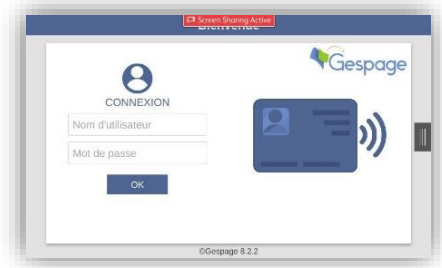 Screen Sharing Active
Bienvenue
Gespage
CONNEXION
Nom d'utilisateur
Mot de passe
OK
©Gespage 8.2.2